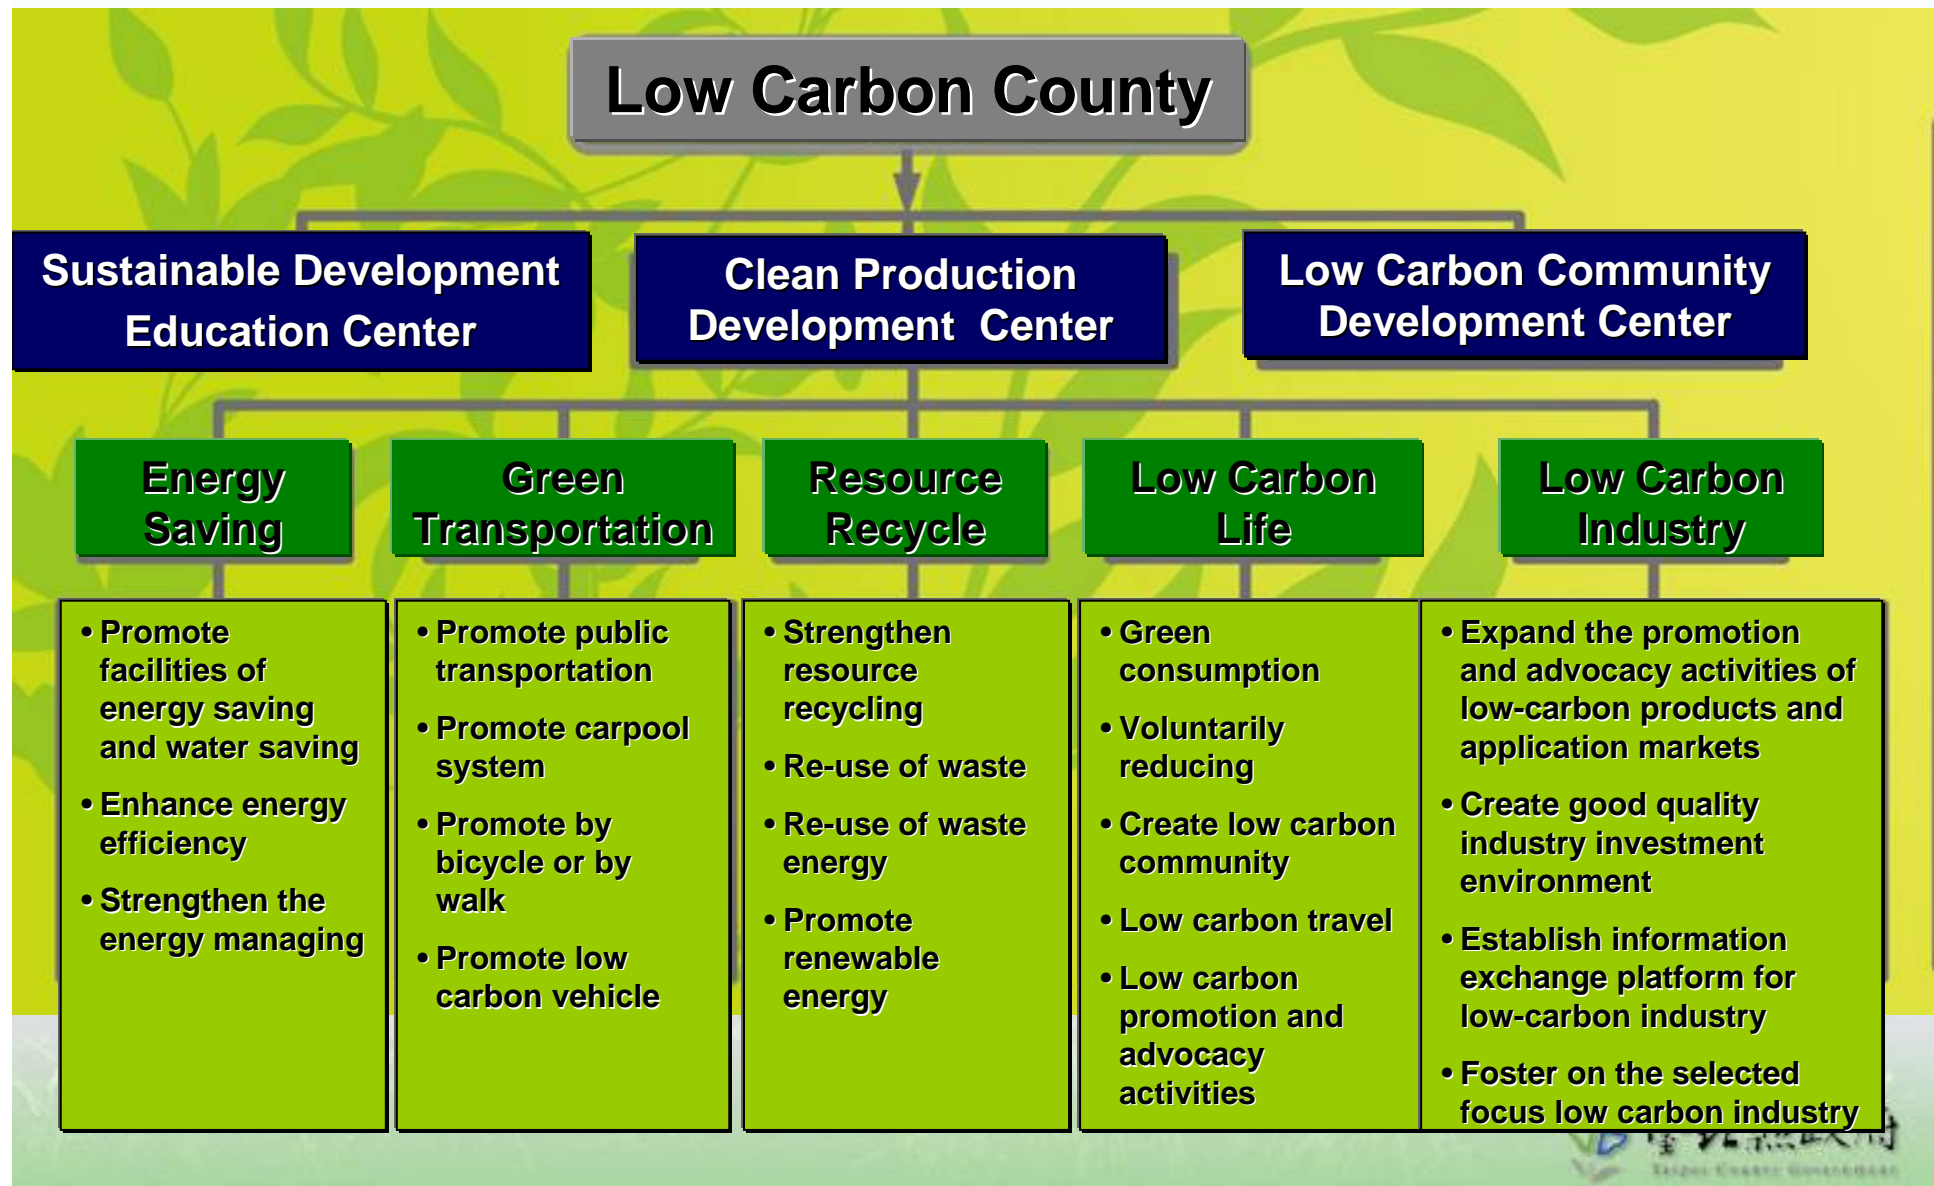 Low Carbon County
Sustainable Development
Education Center
Clean Production
Development Center
Low Carbon Community
Development Center
Energy
Saving
Green
Transportation
Resource
Recycle
Low Carbon
Life
Low Carbon
Industry
• Promote
facilities of
energy saving
and water saving
• Enhance energy
efficiency
• Strengthen the
energy managing
• Promote public
transportation
• Promote carpool
system
• Promote by
bicycle or by
walk
• Promote low
carbon vehicle
• Strengthen
resource
recycling
• Re-use of waste
• Re-use of waste
energy
• Promote
renewable
energy
• Green
consumption
• Voluntarily
reducing
• Create low carbon
community
• Low carbon travel
• Low carbon
promotion and
advocacy
activities
• Expand the promotion
and advocacy activities of
low-carbon products and
application markets
• Create good quality
industry investment
environment
• Establish information
exchange platform for
low-carbon industry
• Foster on the selected
focus low carbon industry
Taipei County Government